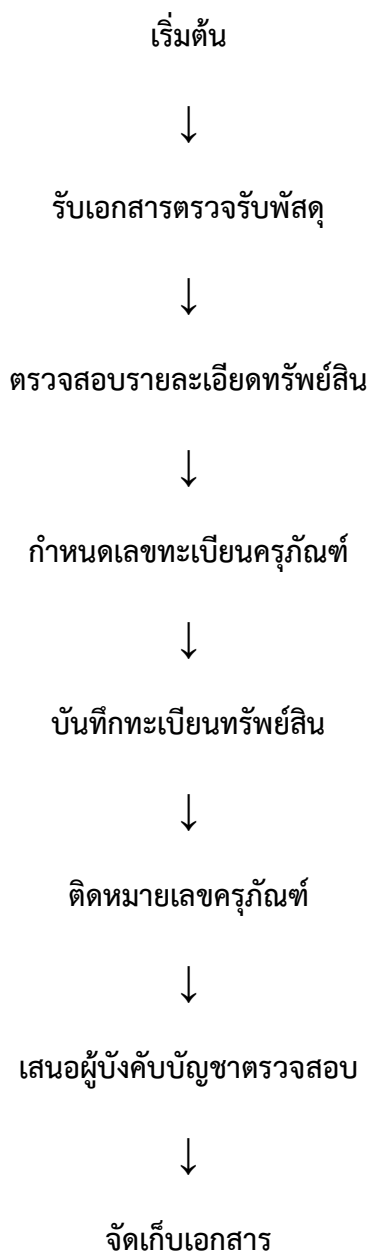 เริ่มต้น
↓
รับเอกสารตรวจรับพัสดุ
↓
ตรวจสอบรายละเอียดทรัพย์สิน
↓
กำหนดเลขทะเบียนครุภัณฑ์
↓
บันทึกทะเบียนทรัพย์สิน
↓
ติดหมายเลขครุภัณฑ์
↓
เสนอผู้บังคับบัญชาตรวจสอบ
↓
จัดเก็บเอกสาร